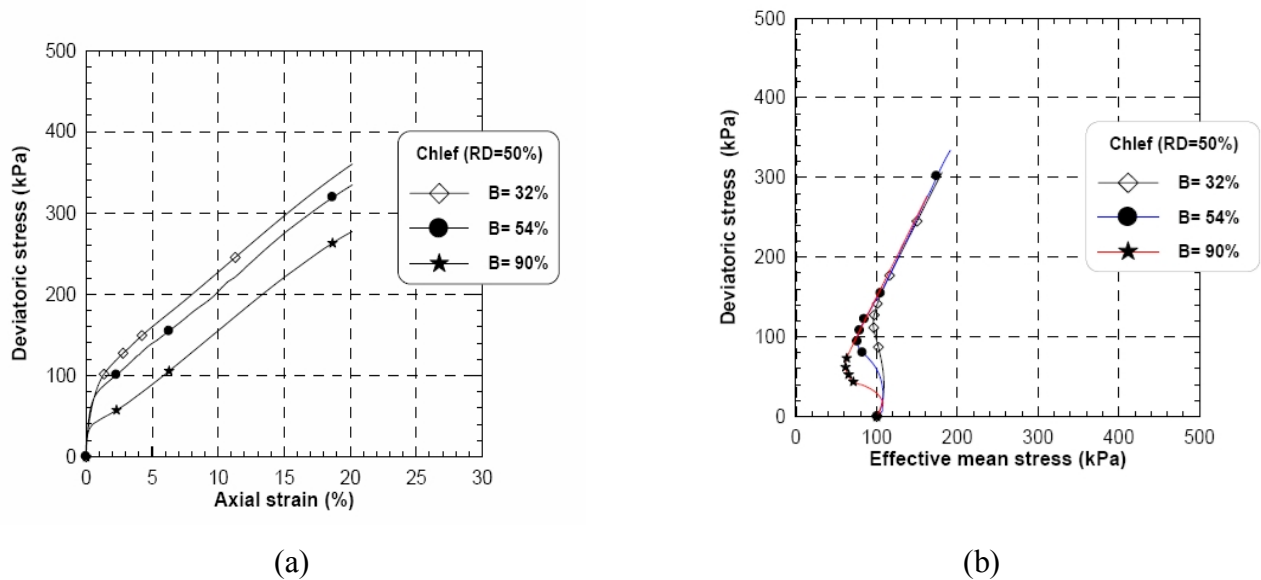 500
400
300
200
100
0
Deviatoric stress (kPa)
0 5 10 15 20 25 30
Axial strain (%)
Chlef (RD=50%)
B= 32%
B= 54%
B= 90%
(a)
500
400
300
200
100
0
Deviatoric stress (kPa)
0 100 200 300 400 500
Effective mean stress (kPa)
Chlef (RD=50%)
B= 32%
B= 54%
B= 90%
(b)